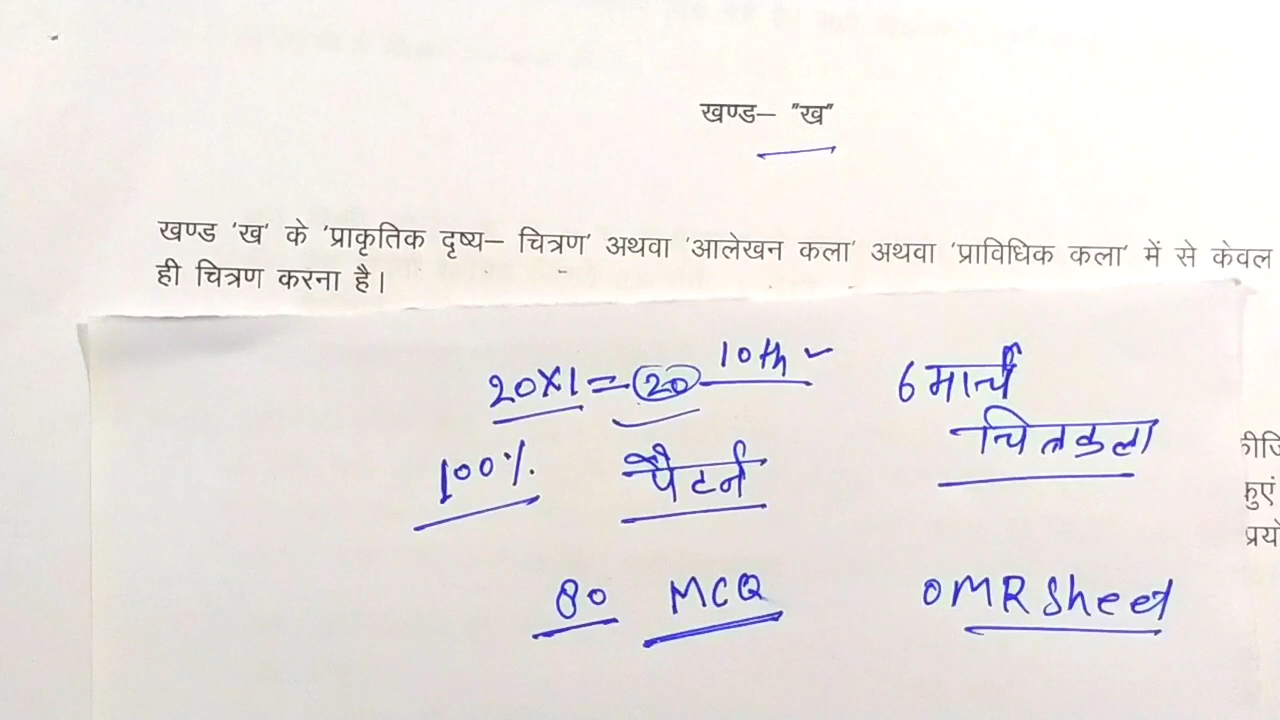 खण्ड– "ख"
खण्ड 'ख' के 'प्राकृतिक दृष्य– चित्रण' अथवा 'आलेखन कला' अथवा 'प्राविधिक कला' में से केवल
ही चित्रण करना है।
20×1=20 10th
6 मार्च
चित्रकला
100%. पैटर्न
80 MCQ OMR Sheet
कुएं